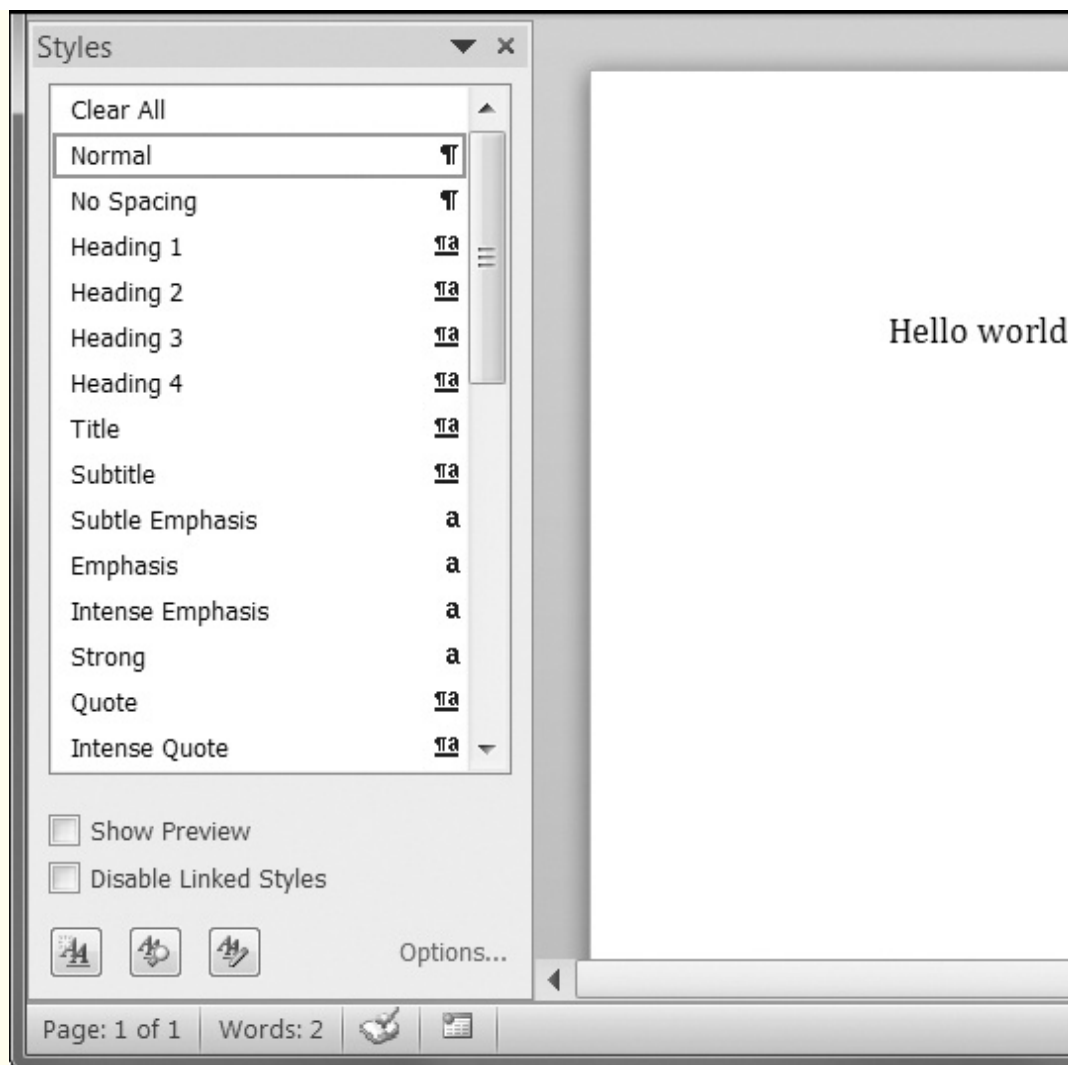 Styles
Clear All
Normal ¶
No Spacing ¶
Heading 1 ¶a
Heading 2 ¶a
Heading 3 ¶a
Heading 4 ¶a
Title ¶a
Subtitle ¶a
Subtle Emphasis a
Emphasis a
Intense Emphasis a
Strong a
Quote ¶a
Intense Quote ¶a
Show Preview
Disable Linked Styles
Options...
Page: 1 of 1 Words: 2
Hello world